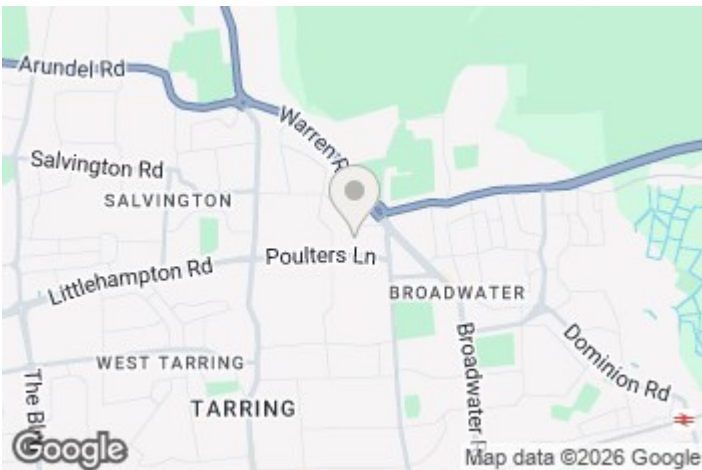 Arundel Rd
Warren R
Salvington Rd
SALVINGTON
Poulters Ln
Littlehampton Rd
BROADWATER
WEST TARRING
Broadwater
Dominion Rd
The Bl
TARRING
Google
Map data ©2026 Google